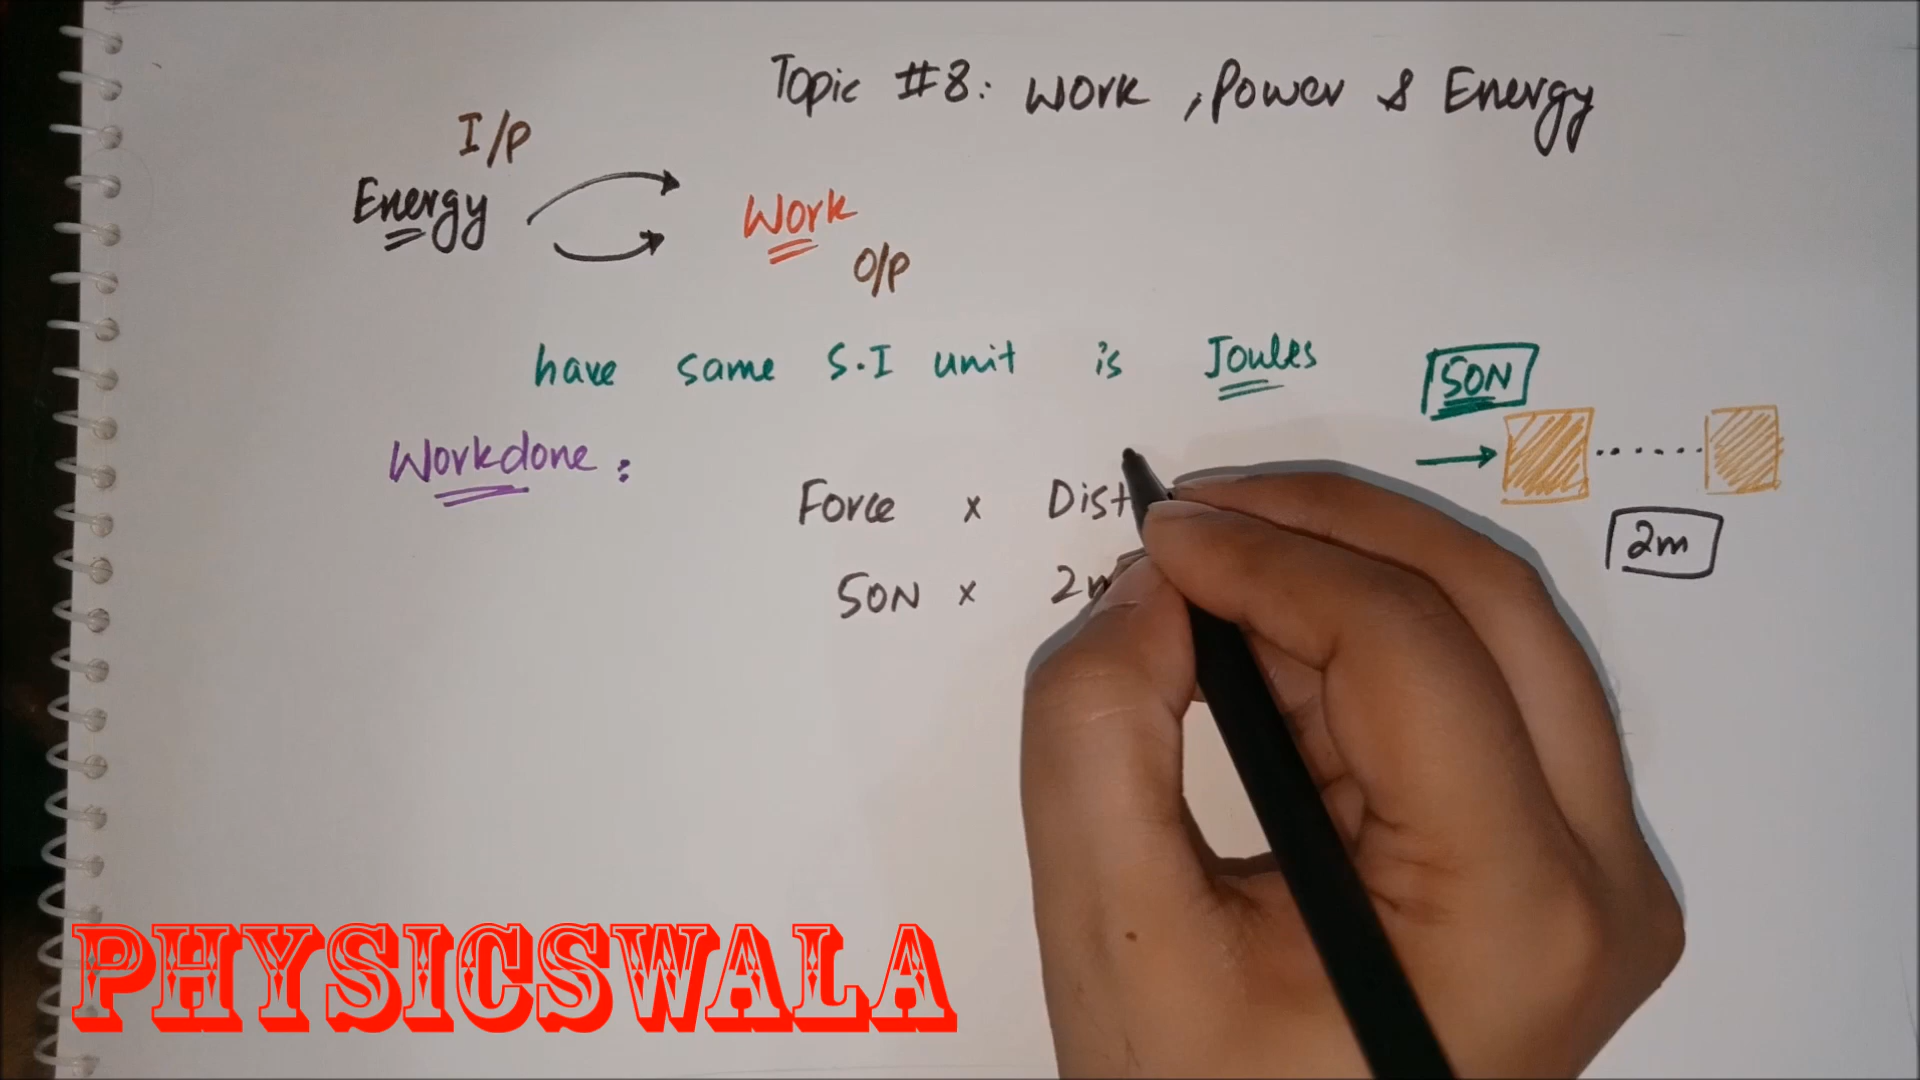 Topic #8: Work, Power & Energy
I/P
Energy
Work
O/P
have same S.I unit is Joules
50N
Workdone:
Force x Dist
2m
50N x 2m
PHYSICSWALA